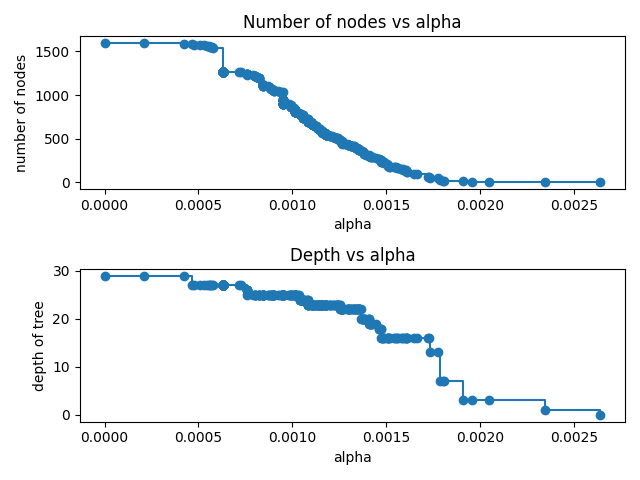 Number of nodes vs alpha
number of nodes
1500
1000
500
0
0.0000 0.0005 0.0010 0.0015 0.0020 0.0025
alpha
Depth vs alpha
depth of tree
30
20
10
0
0.0000 0.0005 0.0010 0.0015 0.0020 0.0025
alpha